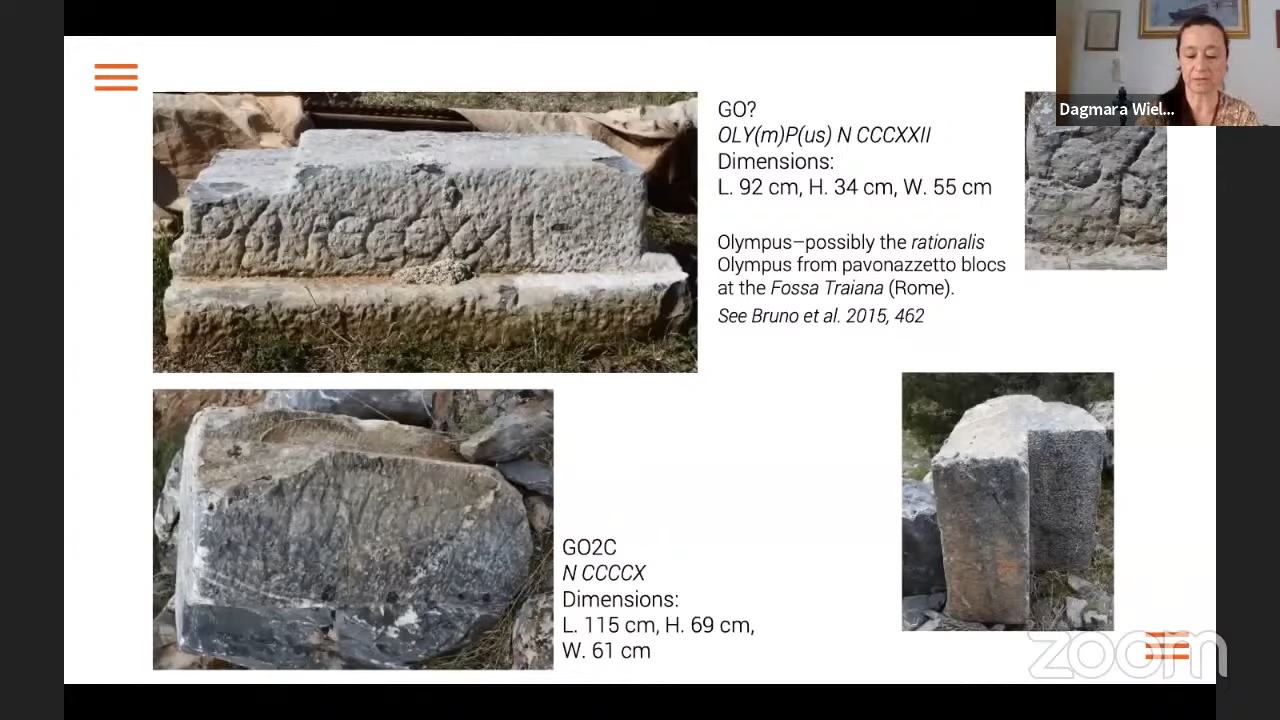 GO?
OLY(m)P(us) N CCCXXII
Dimensions:
L. 92 cm, H. 34 cm, W. 55 cm
Olympus–possibly the rationalis
Olympus from pavonazzetto blocs
at the Fossa Traiana (Rome).
See Bruno et al. 2015, 462
GO2C
N CCCCX
Dimensions:
L. 115 cm, H. 69 cm,
W. 61 cm
Dagmara Wiel...
zoom